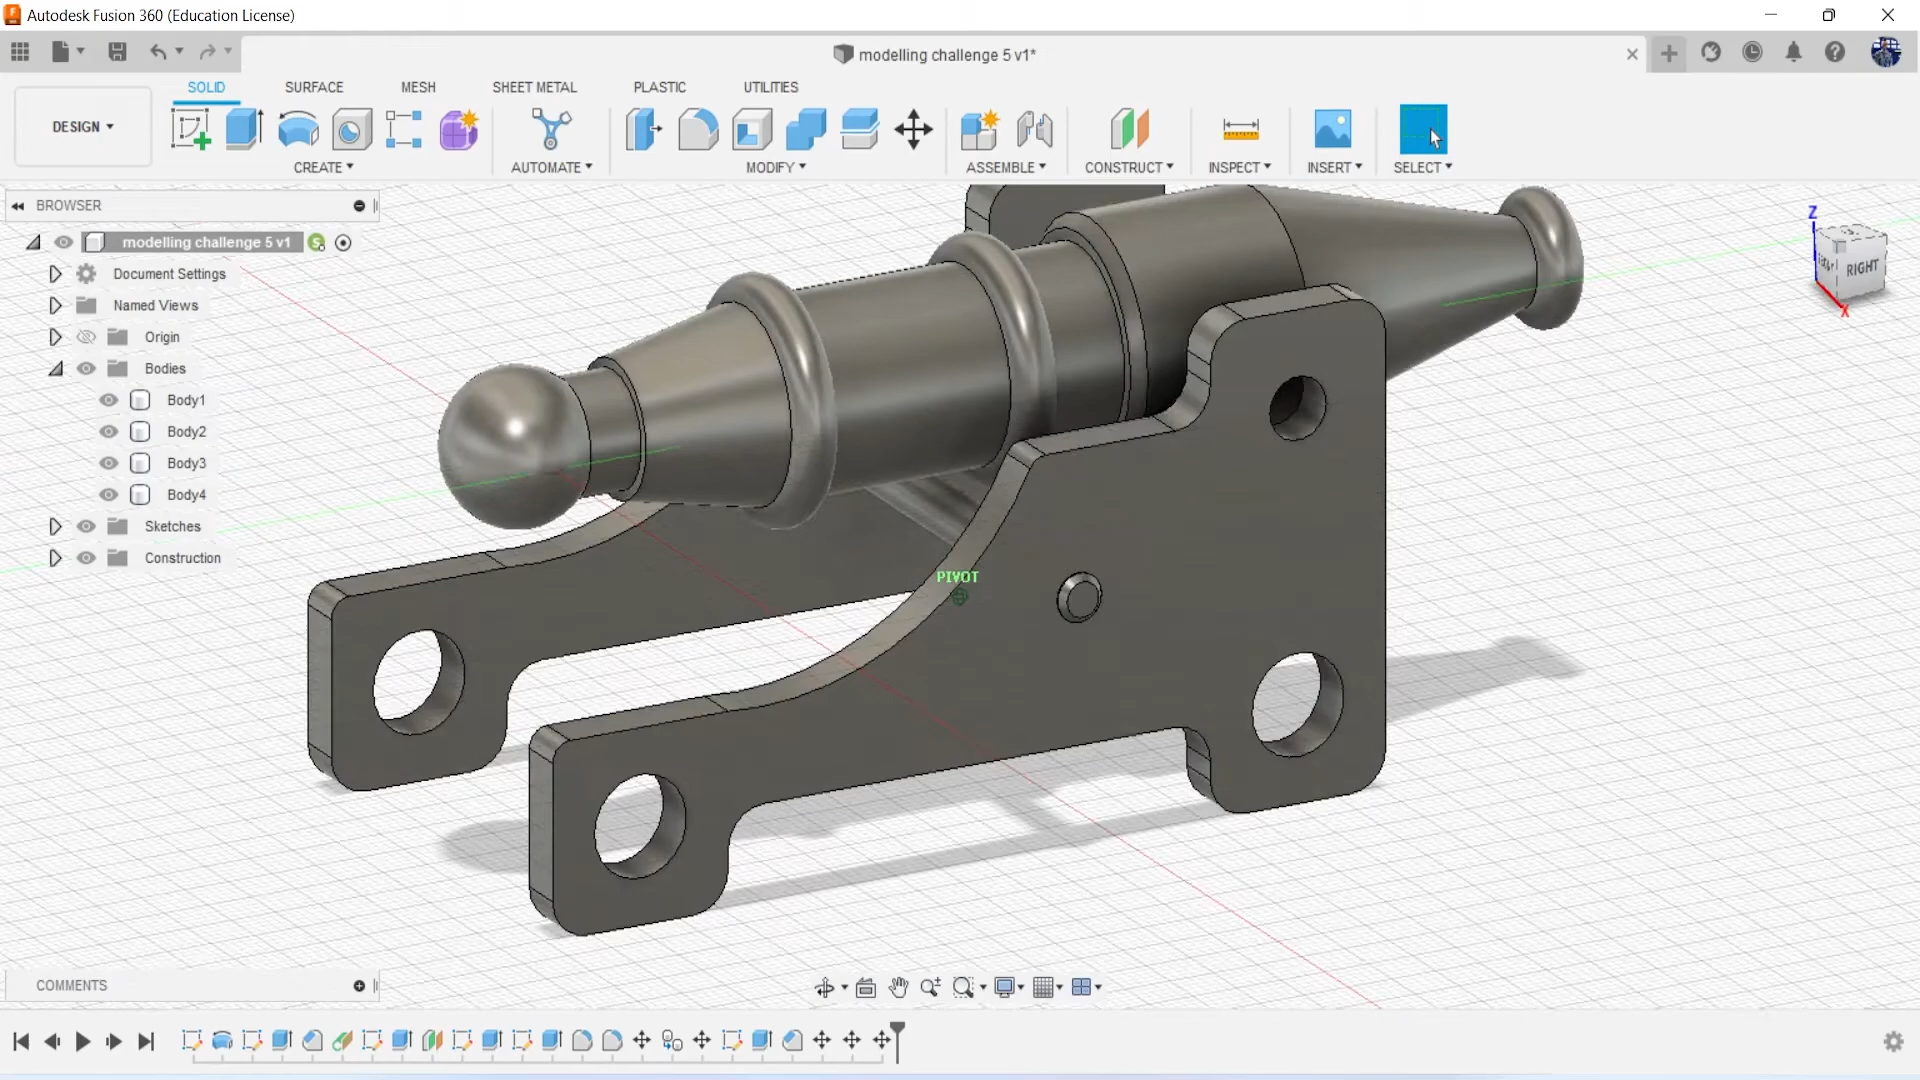 Autodesk Fusion 360 (Education License)
modelling challenge 5 v1*
SOLID SURFACE MESH SHEET METAL PLASTIC UTILITIES
DESIGN
CREATE AUTOMATE MODIFY ASSEMBLE CONSTRUCT INSPECT INSERT SELECT
BROWSER
modelling challenge 5 v1
Document Settings
Named Views
Origin
Bodies
Body1
Body2
Body3
Body4
Sketches
Construction
Z
RIGHT
X
PIVOT
COMMENTS